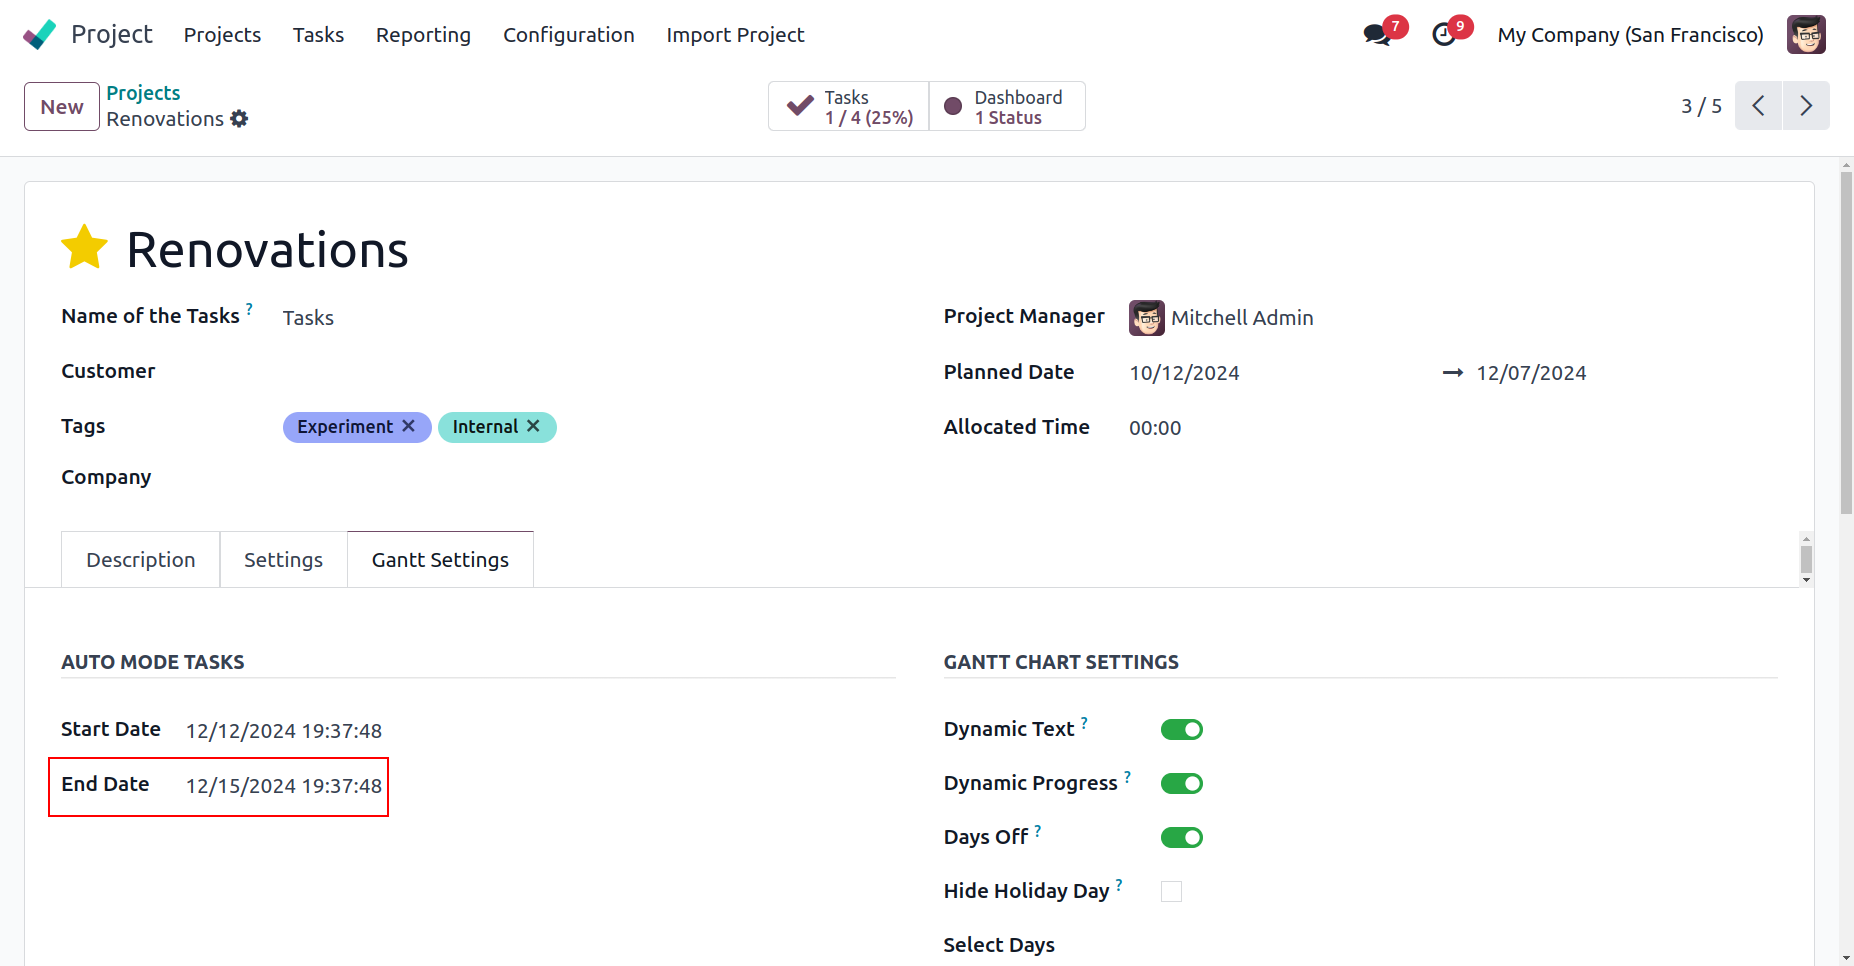 Project Projects Tasks Reporting Configuration Import Project 7 9 My Company (San Francisco)
New
Projects
Renovations
Tasks
1 / 4 (25%)
Dashboard
1 Status
3 / 5
Renovations
Name of the Tasks ? Tasks
Project Manager Mitchell Admin
Customer
Planned Date 10/12/2024 → 12/07/2024
Tags Experiment ✕ Internal ✕
Allocated Time 00:00
Company
Description Settings Gantt Settings
AUTO MODE TASKS
Start Date 12/12/2024 19:37:48
End Date 12/15/2024 19:37:48
GANTT CHART SETTINGS
Dynamic Text ?
Dynamic Progress ?
Days Off ?
Hide Holiday Day ?
Select Days